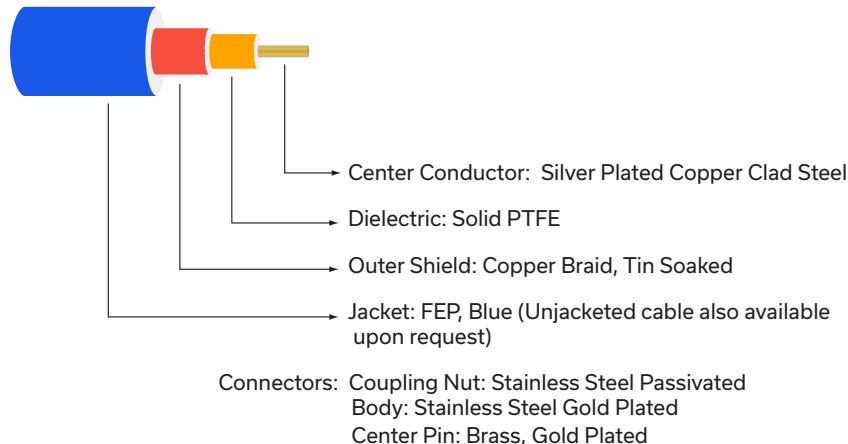 Center Conductor: Silver Plated Copper Clad Steel
Dielectric: Solid PTFE
Outer Shield: Copper Braid, Tin Soaked
Jacket: FEP, Blue (Unjacketed cable also available
upon request)
Connectors: Coupling Nut: Stainless Steel Passivated
Body: Stainless Steel Gold Plated
Center Pin: Brass, Gold Plated